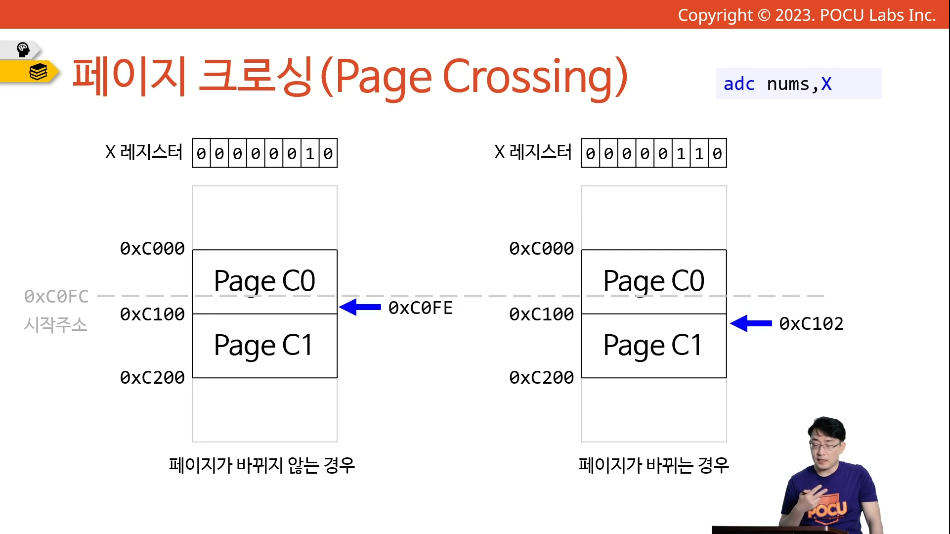 Copyright © 2023. POCU Labs Inc.
페이지 크로싱(Page Crossing)
adc nums,X
X 레지스터 0 0 0 0 0 0 1 0
0xC000
Page C0
0xC0FC
시작주소
0xC0FE
0xC100
Page C1
0xC200
페이지가 바뀌지 않는 경우
X 레지스터 0 0 0 0 0 1 1 0
0xC000
Page C0
0xC100
0xC102
Page C1
0xC200
페이지가 바뀌는 경우
POCU